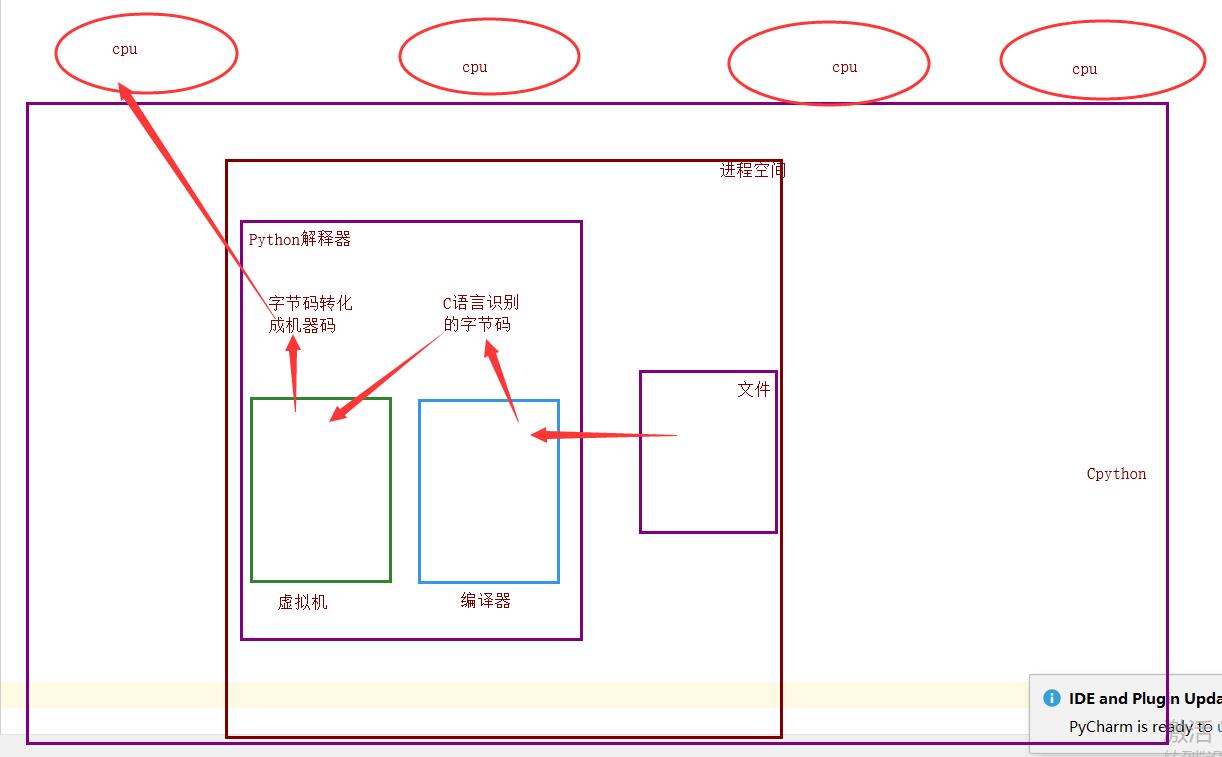 cpu
cpu
cpu
cpu
进程空间
Python解释器
字节码转化
成机器码
C语言识别
的字节码
文件
Cpython
虚拟机
编译器
IDE and Plugin Upda
PyCharm is ready to u
激活